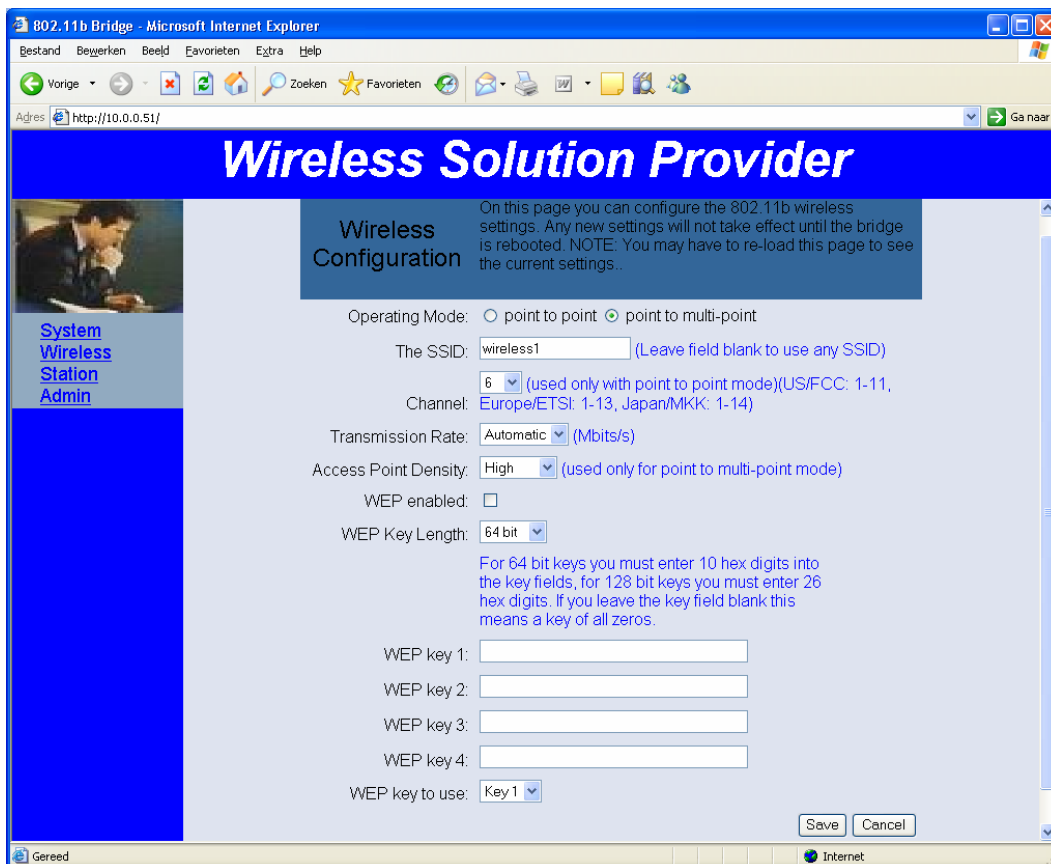 802.11b Bridge - Microsoft Internet Explorer
Bestand Bewerken Beeld Favorieten Extra Help
Vorige Zoeken Favorieten
Adres http://10.0.0.51/ Ga naar
Wireless Solution Provider
System
Wireless
Station
Admin
Wireless
Configuration
On this page you can configure the 802.11b wireless
settings. Any new settings will not take effect until the bridge
is rebooted. NOTE: You may have to re-load this page to see
the current settings..
Operating Mode: point to point point to multi-point
The SSID: wireless1 (Leave field blank to use any SSID)
Channel: 6 (used only with point to point mode)(US/FCC: 1-11,
Europe/ETSI: 1-13, Japan/MKK: 1-14)
Transmission Rate: Automatic (Mbits/s)
Access Point Density: High (used only for point to multi-point mode)
WEP enabled:
WEP Key Length: 64 bit
For 64 bit keys you must enter 10 hex digits into
the key fields, for 128 bit keys you must enter 26
hex digits. If you leave the key field blank this
means a key of all zeros.
WEP key 1:
WEP key 2:
WEP key 3:
WEP key 4:
WEP key to use: Key 1
Save Cancel
Gereed Internet